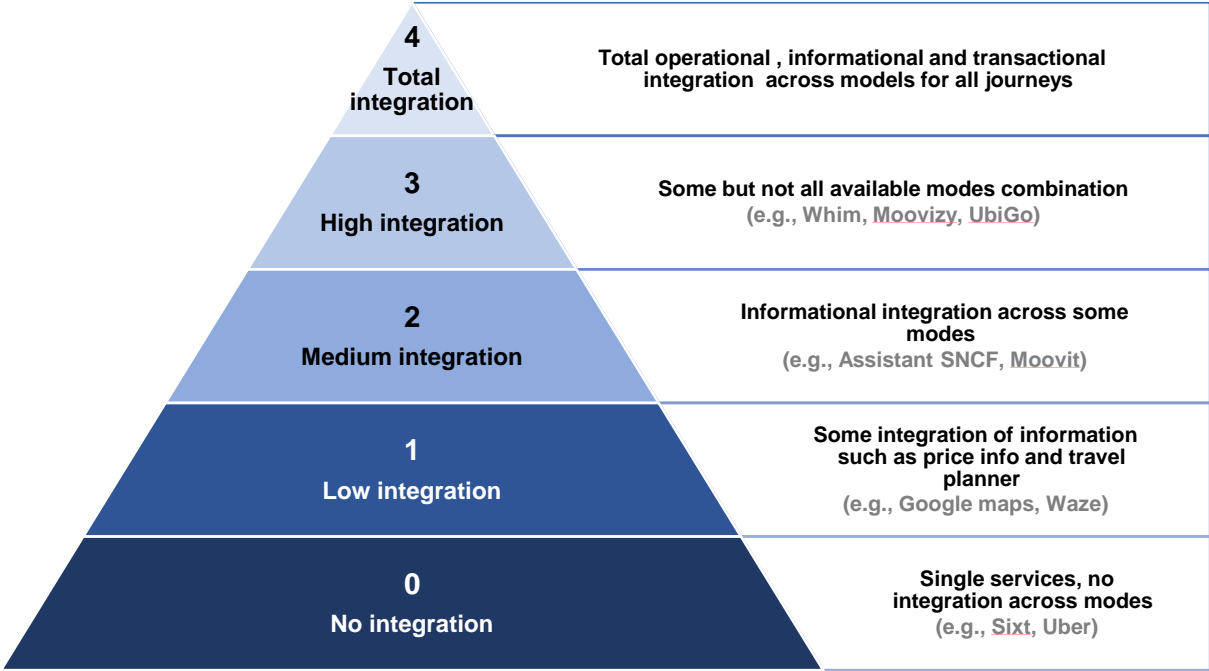 4
Total
integration
Total operational , informational and transactional
integration across models for all journeys
3
High integration
Some but not all available modes combination
(e.g., Whim, Moovizy, UbiGo)
2
Medium integration
Informational integration across some
modes
(e.g., Assistant SNCF, Moovit)
1
Low integration
Some integration of information
such as price info and travel
planner
(e.g., Google maps, Waze)
0
No integration
Single services, no
integration across modes
(e.g., Sixt, Uber)